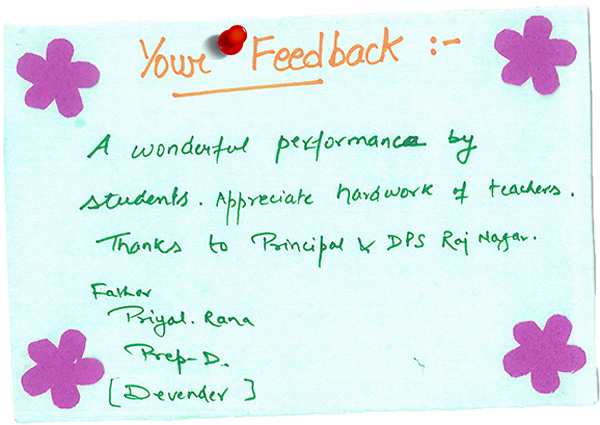 Your Feedback :-
A wonderful performance by
students. Appreciate hardwork of teachers.
Thanks to Principal & DPS Raj Nagar.
Father
Priyal. Rana
Prep-D.
[Devender]